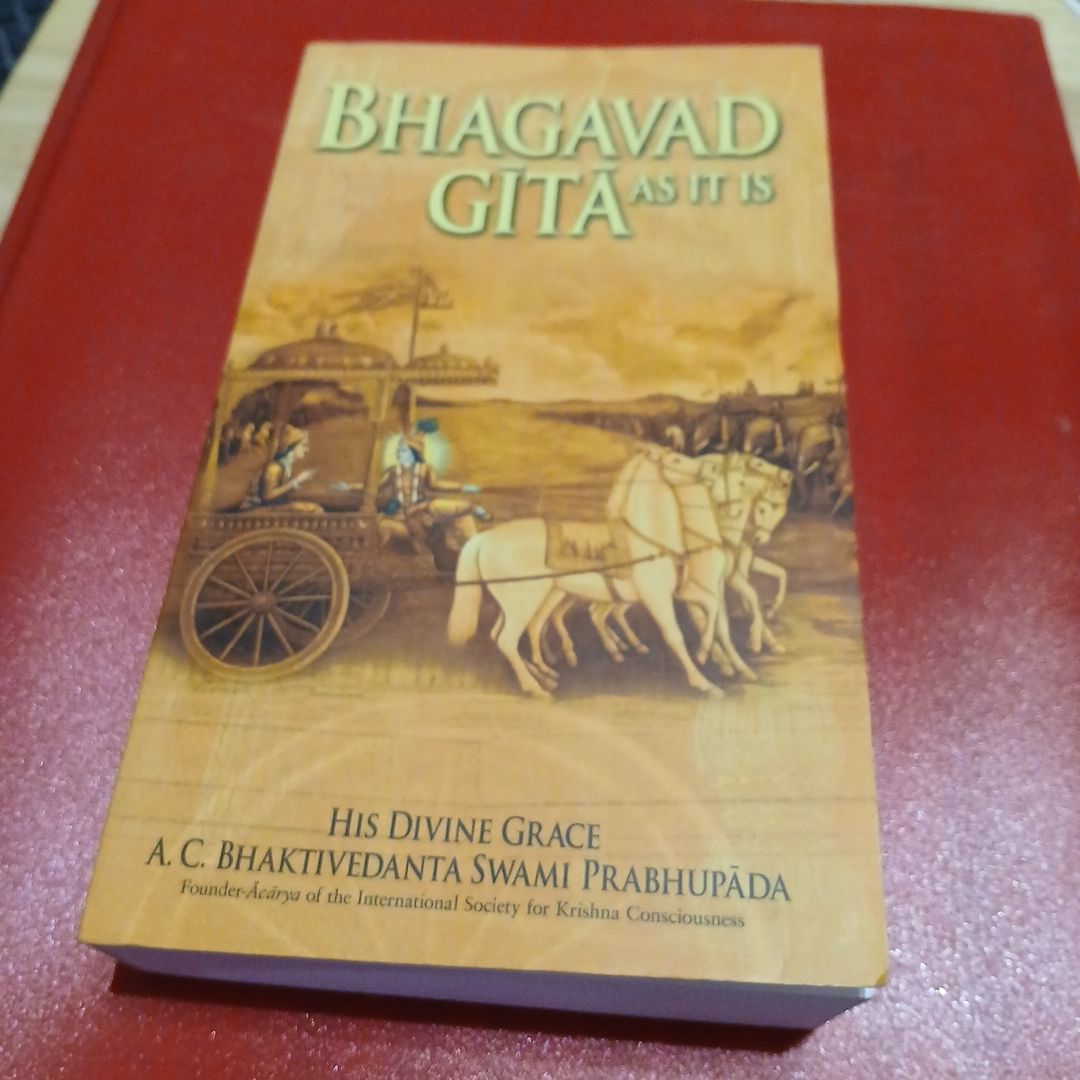 BHAGAVAD
GĪTĀ AS IT IS
HIS DIVINE GRACE
A. C. BHAKTIVEDANTA SWAMI PRABHUPĀDA
Founder-Ācārya of the International Society for Krishna Consciousness